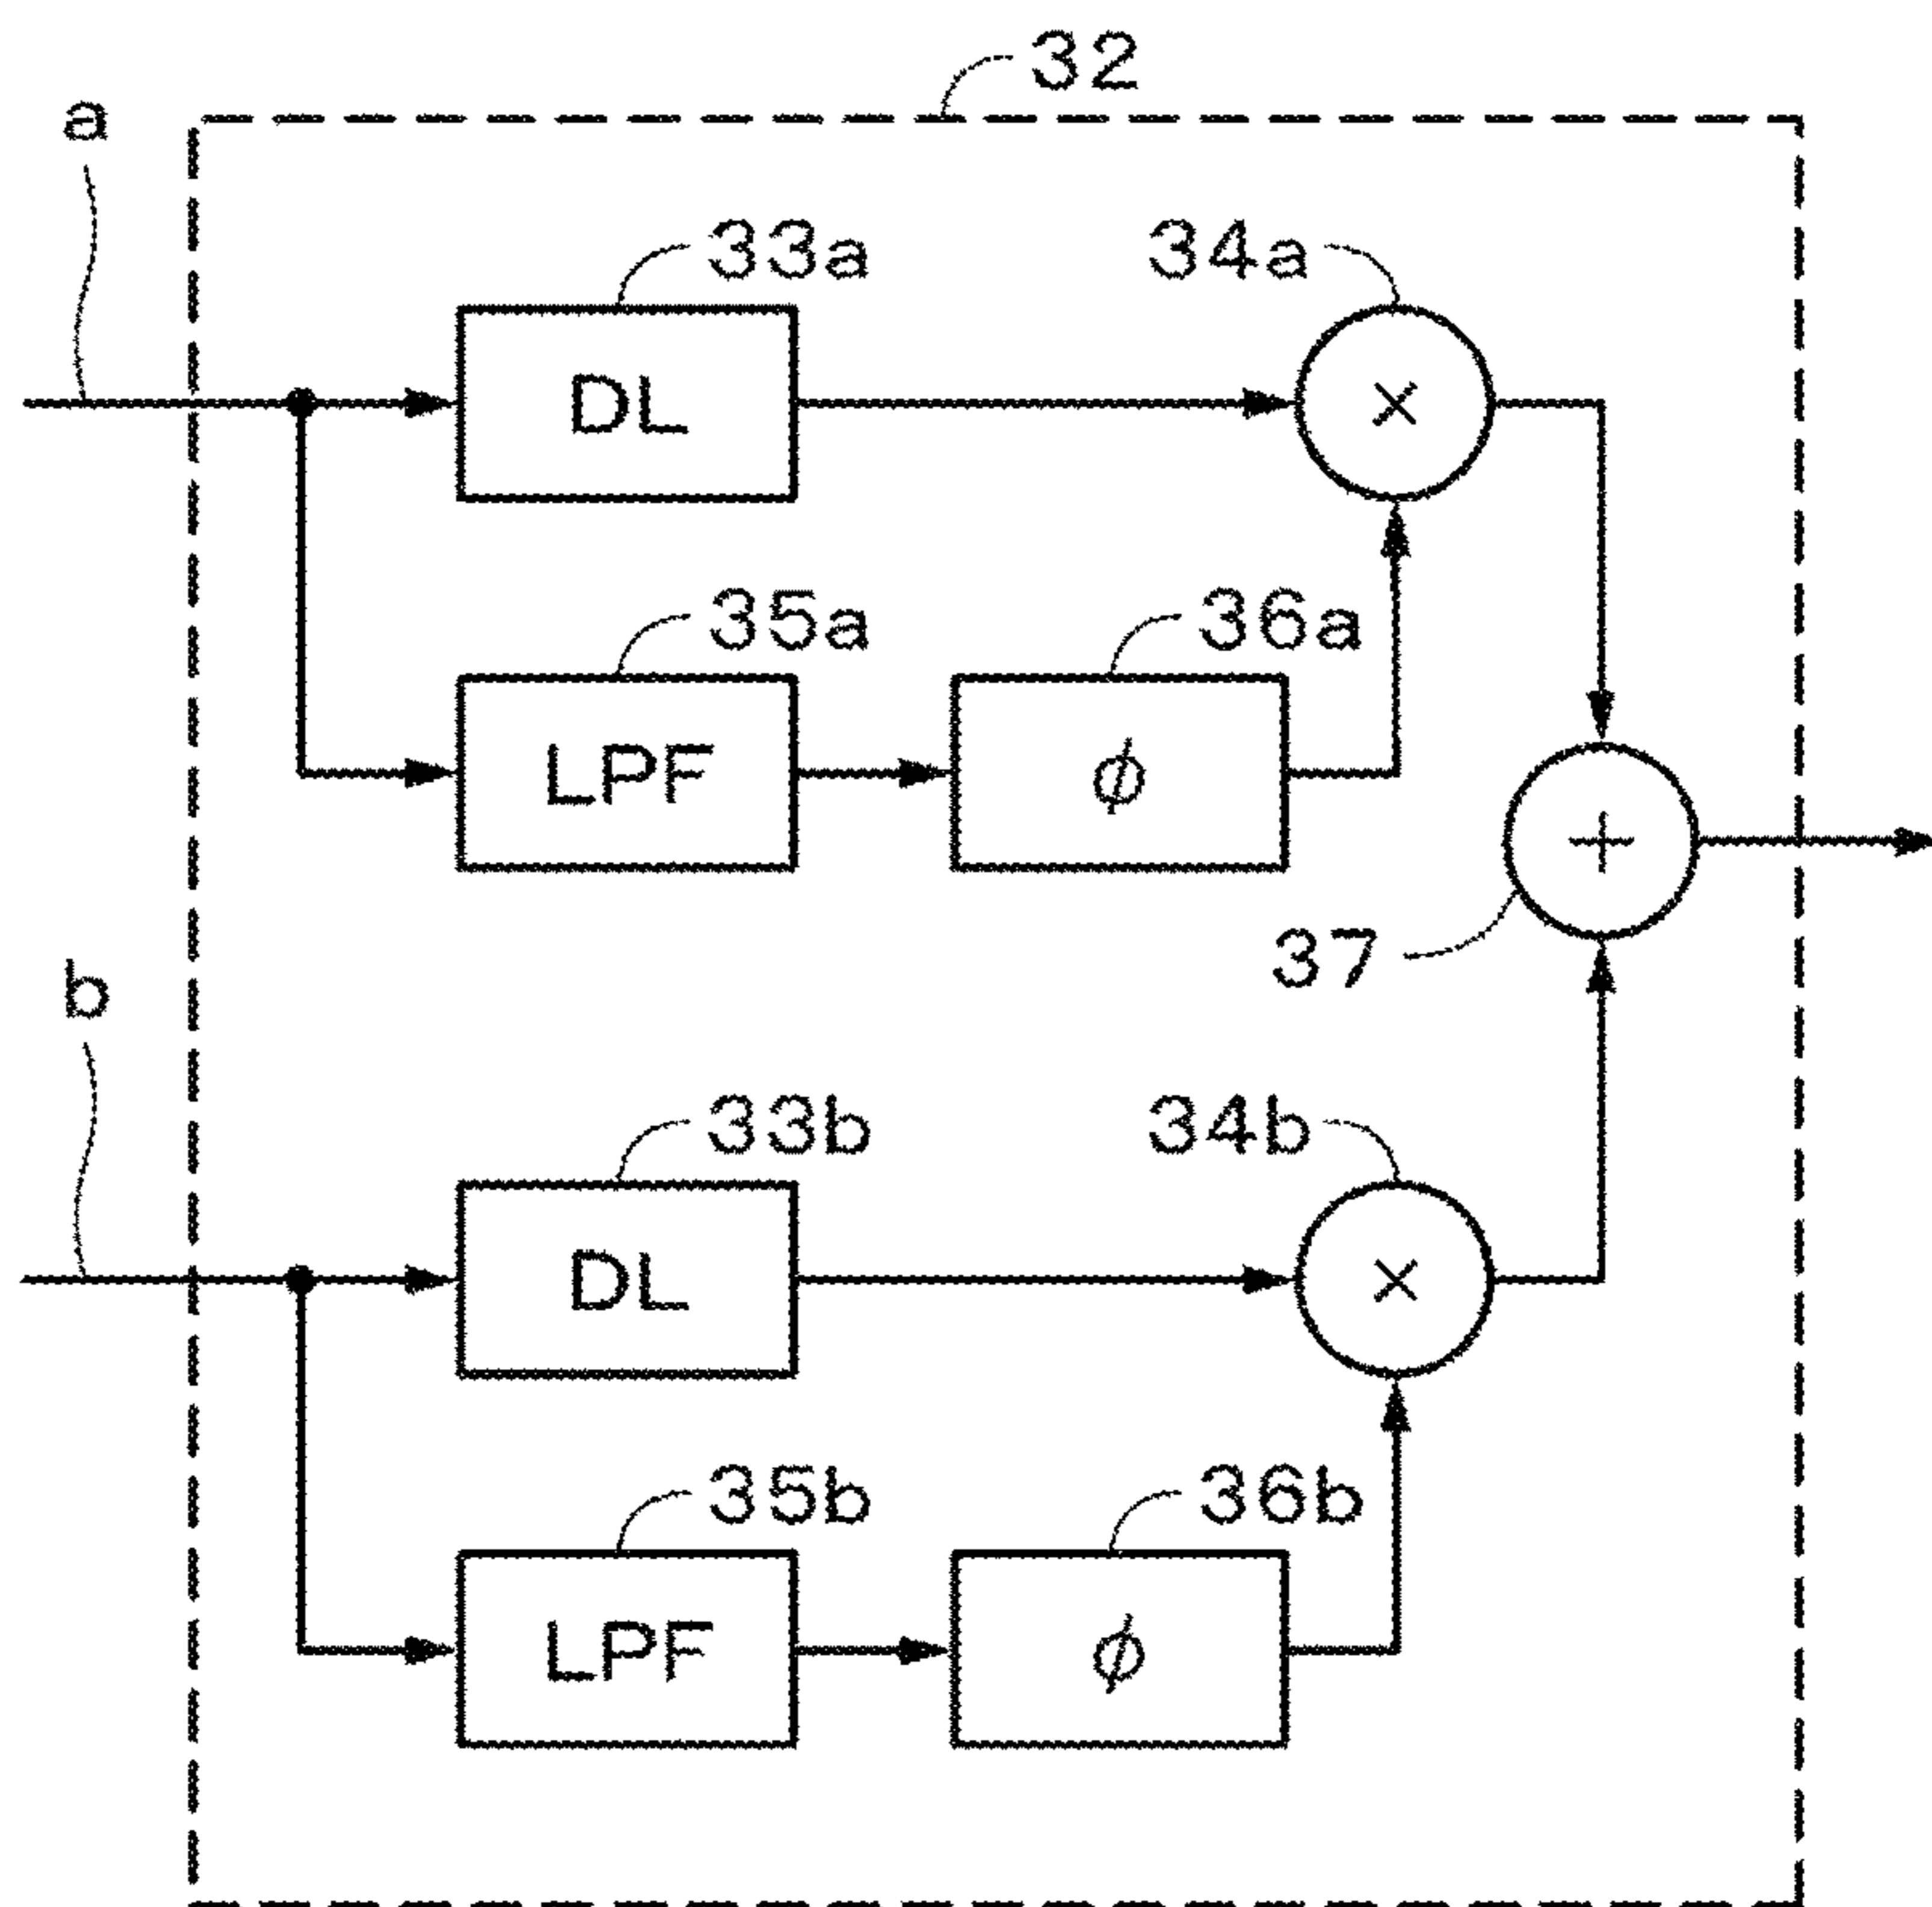 32
a
33a
34a
DL
×
35a
36a
LPF
ϕ
+
37
b
33b
34b
DL
×
35b
36b
LPF
ϕ